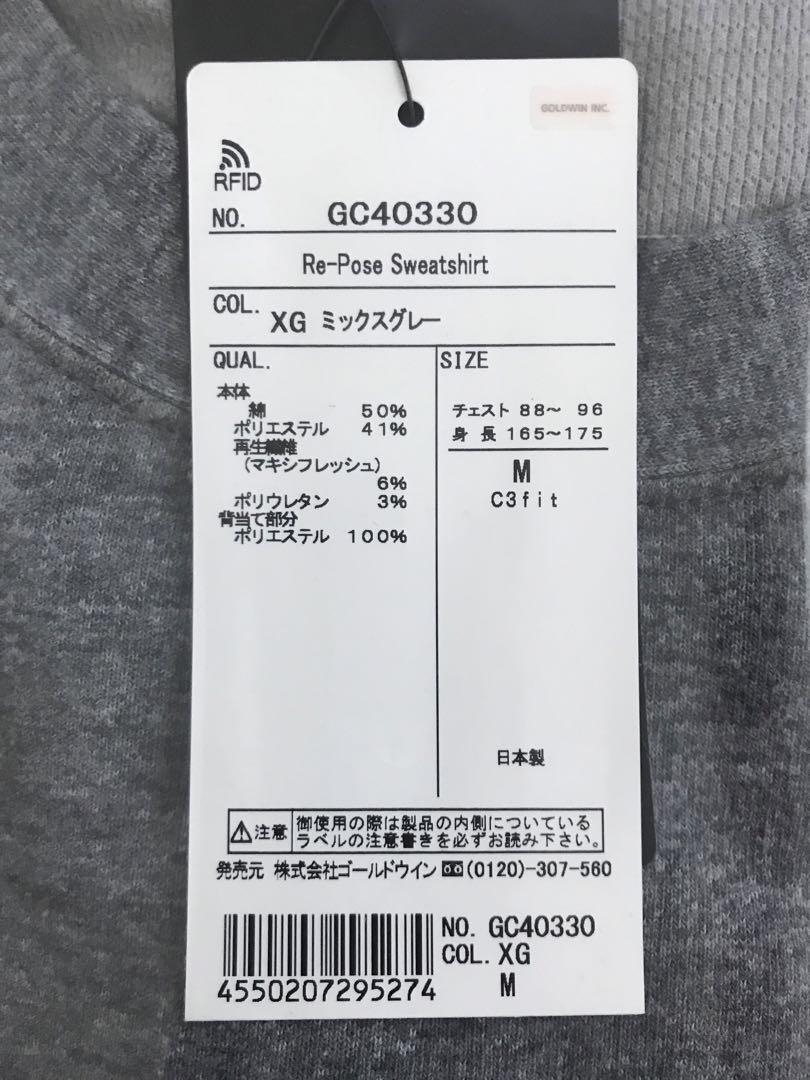 GOLDWIN INC.
RFID
NO. GC40330
Re-Pose Sweatshirt
COL. XG ミックスグレー
QUAL.
本体
綿 50%
ポリエステル 41%
再生繊維
(マキシフレッシュ)
6%
ポリウレタン 3%
背当て部分
ポリエステル 100%
SIZE
チェスト 88〜 96
身 長 165〜175
M
C3fit
日本製
注意 御使用の際は製品の内側についている
ラベルの注意書きを必ずお読み下さい。
発売元 株式会社ゴールドウイン (0120)-307-560
4550207295274
NO. GC40330
COL. XG
M